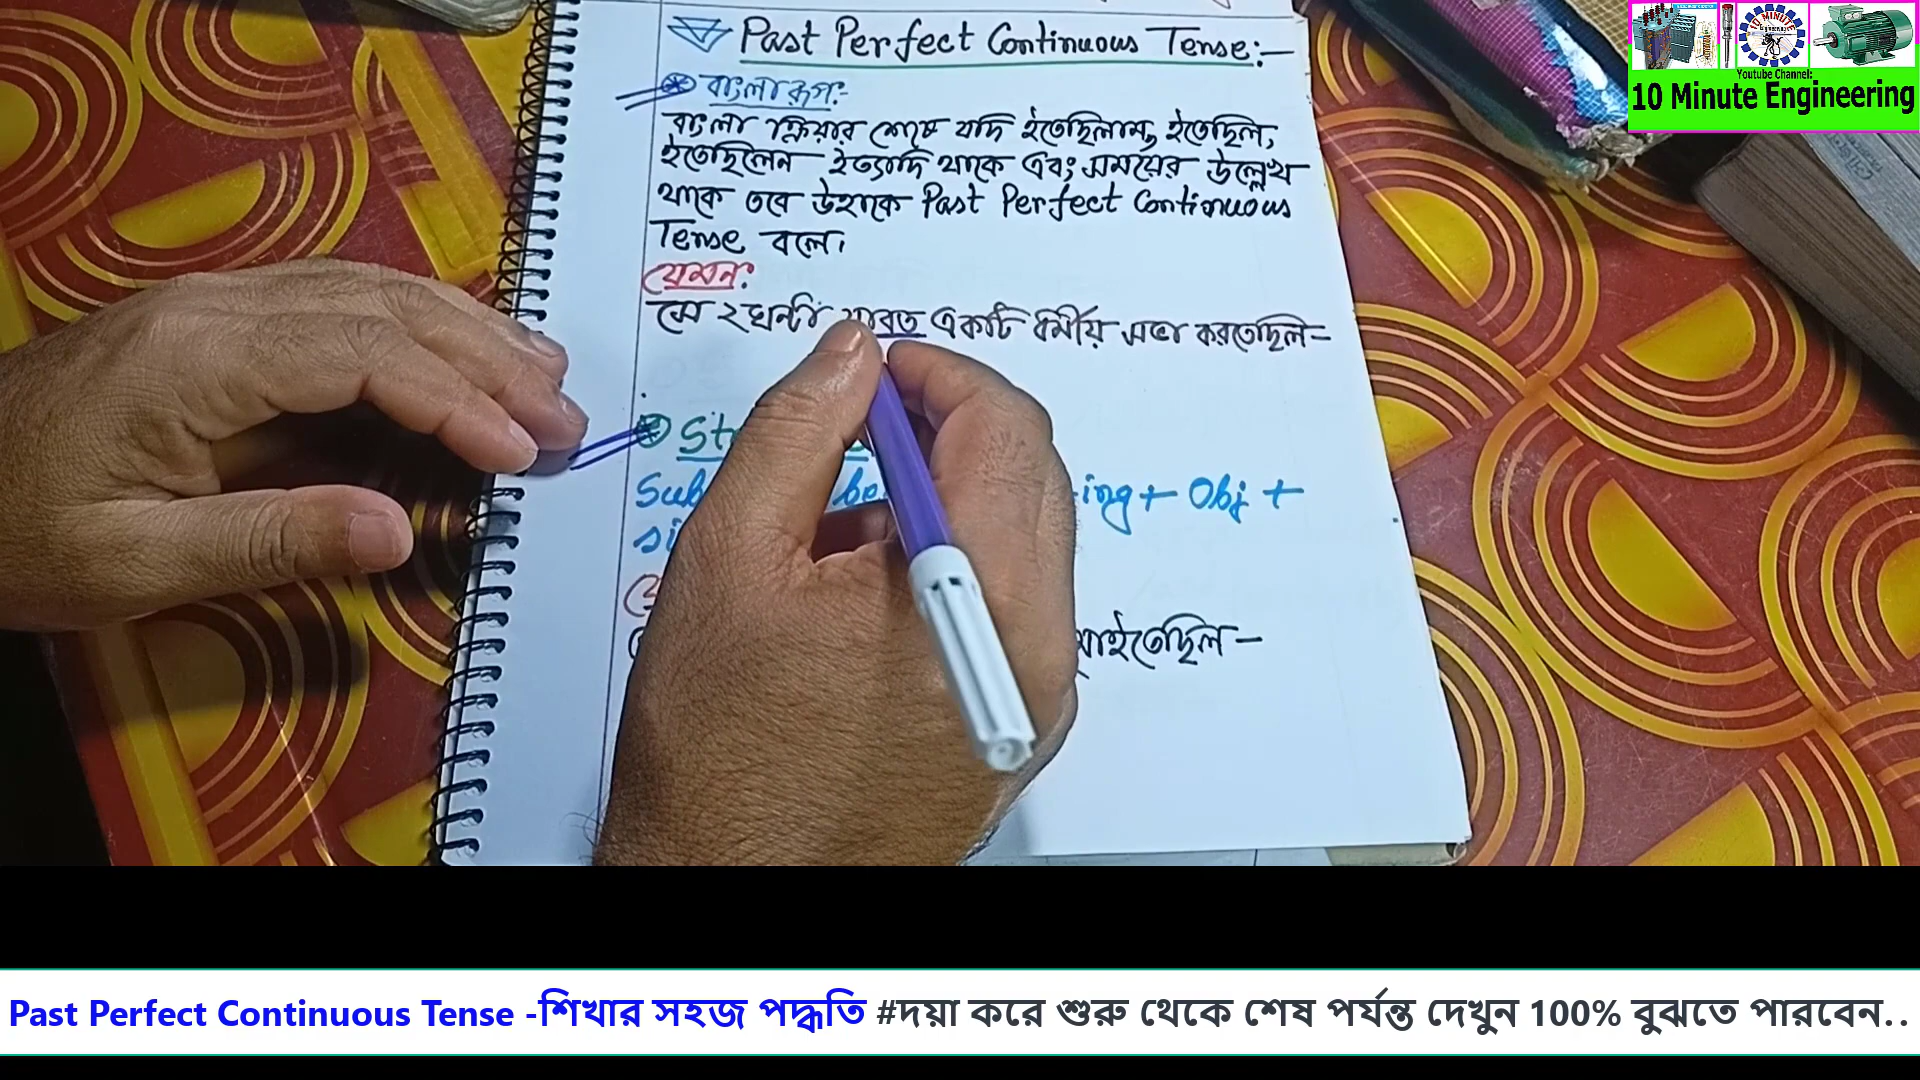 Past Perfect Continuous Tense:-
বাংলা রূপ:-
বাংলা ক্রিয়ার শেষে যদি ইতেছিলাম, ইতেছিল,
ইতেছিলেন ইত্যাদি থাকে এবং সময়ের উল্লেখ
থাকে তবে উহাকে Past Perfect Continuous
Tense বলে।
যেমন:
সে ২ ঘন্টা যাবত একটি ধর্মীয় সভা করতেছিল-
ing + Obj +
Youtube Channel:
10 Minute Engineering
Past Perfect Continuous Tense -শিখার সহজ পদ্ধতি #দয়া করে শুরু থেকে শেষ পর্যন্ত দেখুন 100% বুঝতে পারবেন..